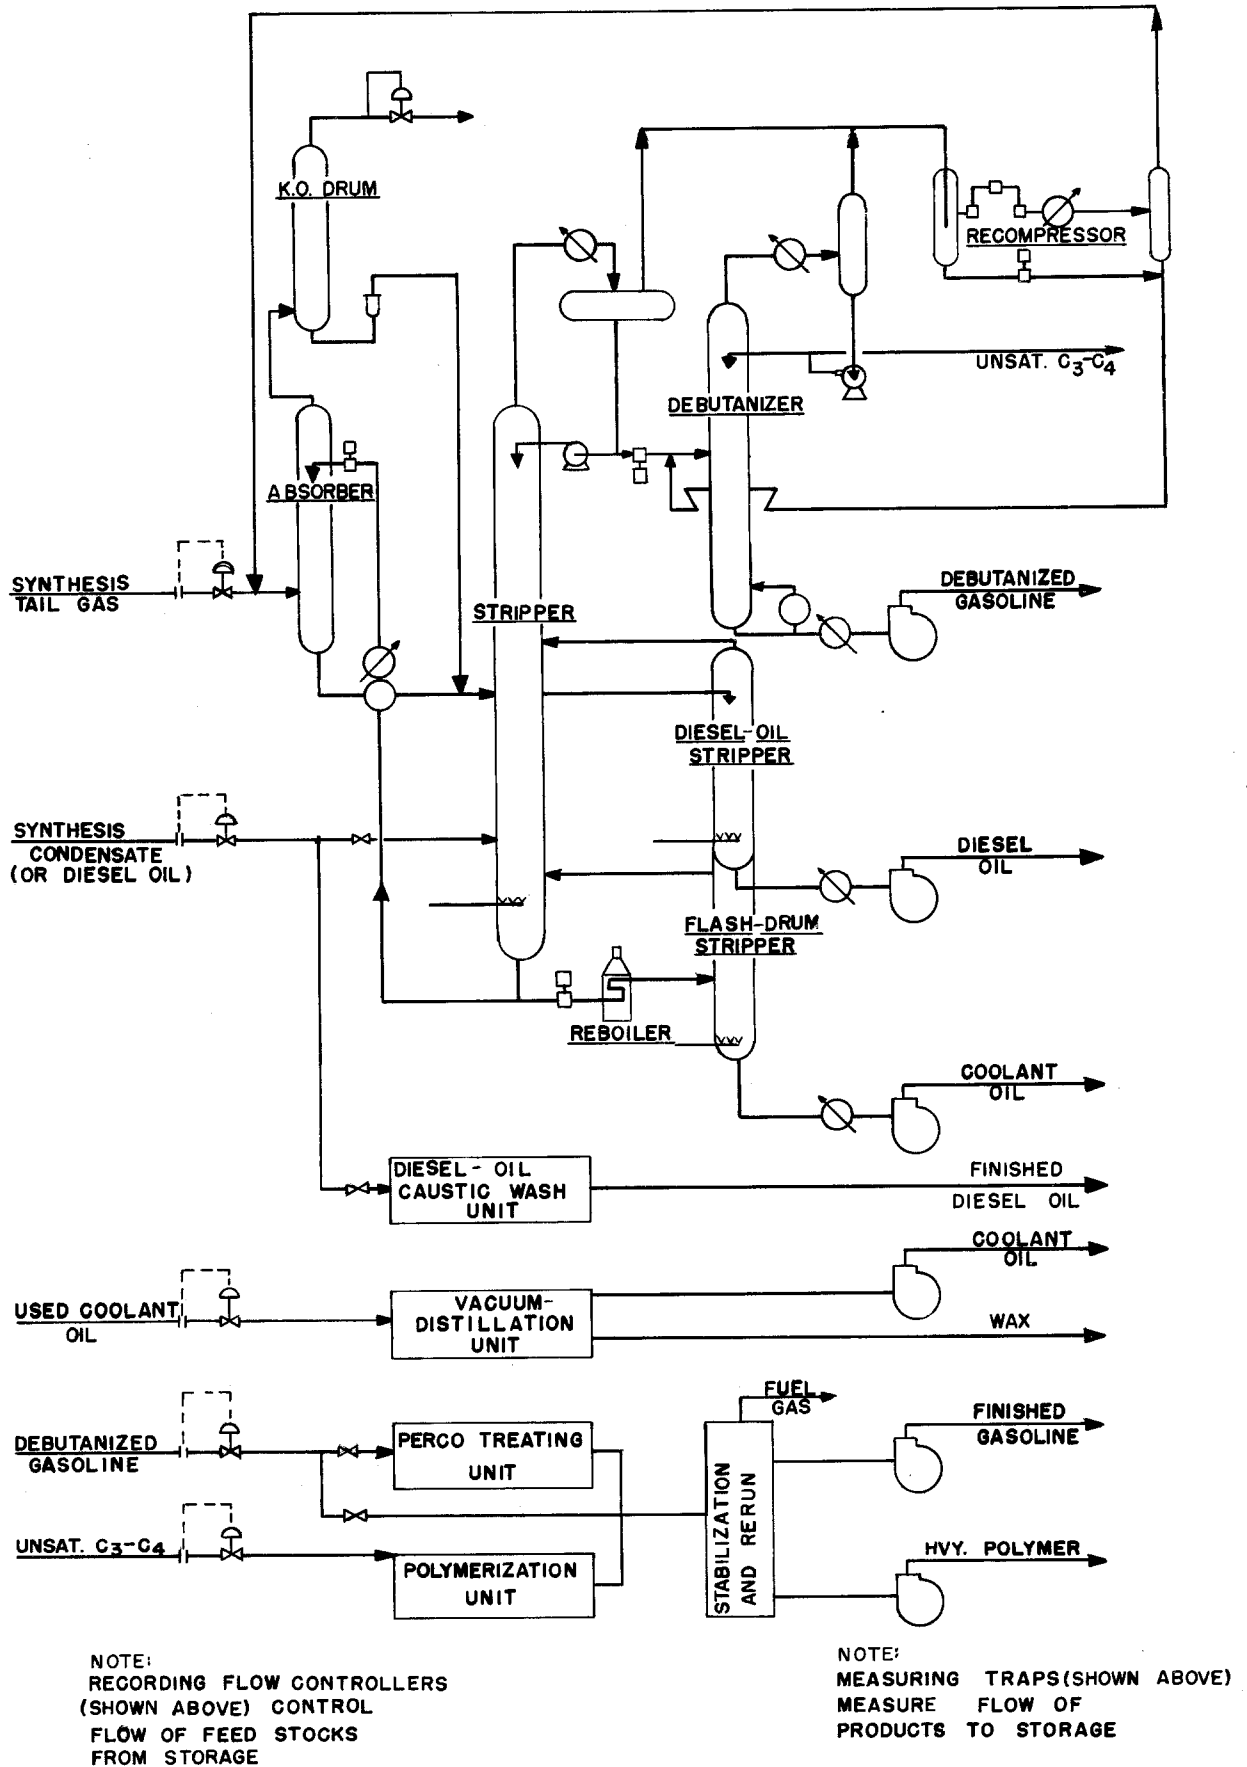 K.O. DRUM
RECOMPRESSOR
UNSAT. C3-C4
DEBUTANIZER
ABSORBER
SYNTHESIS
TAIL GAS
DEBUTANIZED
GASOLINE
STRIPPER
DIESEL-OIL
STRIPPER
SYNTHESIS
CONDENSATE
(OR DIESEL OIL)
DIESEL
OIL
FLASH-DRUM
STRIPPER
REBOILER
COOLANT
OIL
DIESEL-OIL
CAUSTIC WASH
UNIT
FINISHED
DIESEL OIL
COOLANT
OIL
USED COOLANT
OIL
VACUUM-
DISTILLATION
UNIT
WAX
FUEL
GAS
DEBUTANIZED
GASOLINE
PERCO TREATING
UNIT
FINISHED
GASOLINE
STABILIZATION
AND RERUN
UNSAT. C3-C4
POLYMERIZATION
UNIT
HVY. POLYMER
NOTE:
RECORDING FLOW CONTROLLERS
(SHOWN ABOVE) CONTROL
FLOW OF FEED STOCKS
FROM STORAGE
NOTE:
MEASURING TRAPS (SHOWN ABOVE)
MEASURE FLOW OF
PRODUCTS TO STORAGE